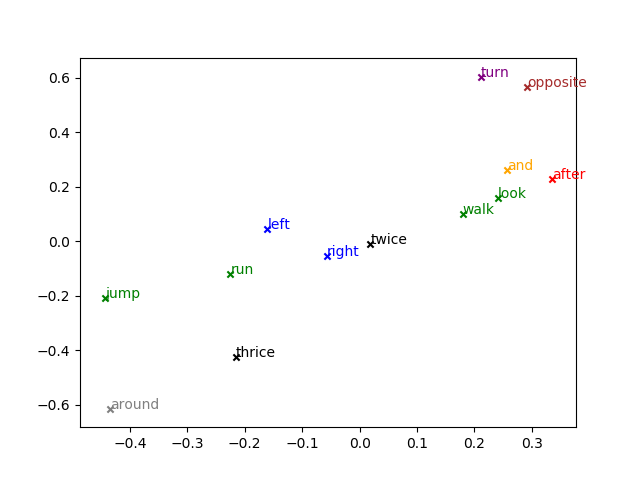 0.6
0.4
0.2
0.0
−0.2
−0.4
−0.6
turn
opposite
and
after
look
walk
left
twice
right
run
jump
thrice
around
−0.4
−0.3
−0.2
−0.1
0.0
0.1
0.2
0.3